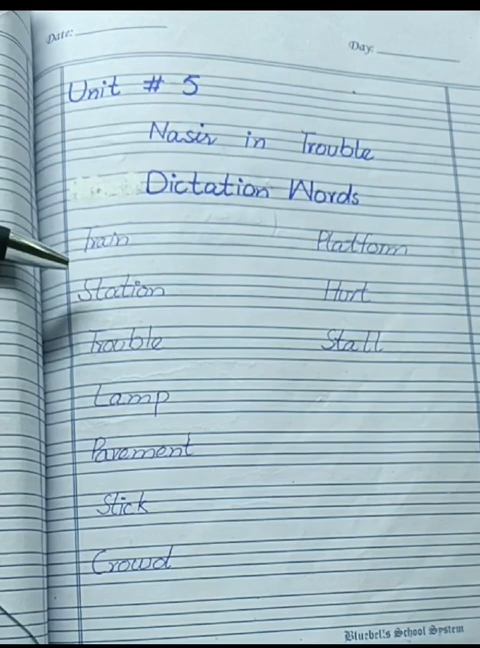 Date:
Day:
Unit # 5
Nasir in Trouble
Dictation Words
Train Platform
Station Hurt
Trouble Stall
Lamp
Pavement
Stick
Crowd
Bluebells School System